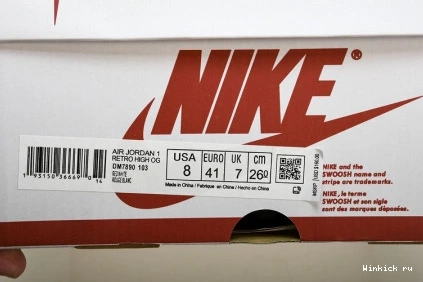 NIKE
AIR JORDAN 1
RETRO HIGH OG
DM7890 103
USA
8
EURO
41
UK
7
cm
26
Made in China / Fabriqué en China / Hecho en China
NIKE and the
SWOOSH name and
stripe are trademarks.
NIKE, le terme
SWOOSH et son sigle
sont des marques déposées.
Winkick ru